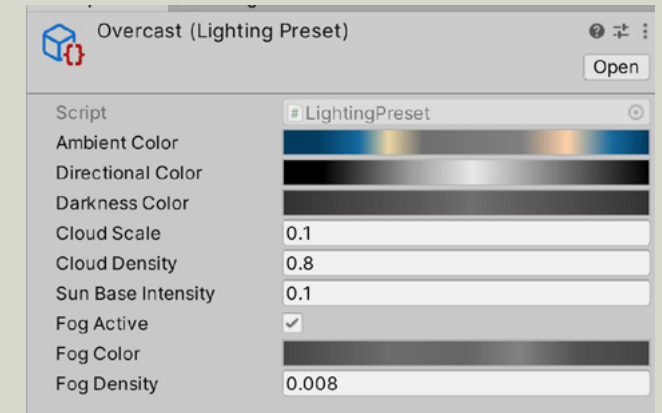 Overcast (Lighting Preset)
Open
Script
# LightingPreset
Ambient Color
Directional Color
Darkness Color
Cloud Scale
0.1
Cloud Density
0.8
Sun Base Intensity
0.1
Fog Active
Fog Color
Fog Density
0.008